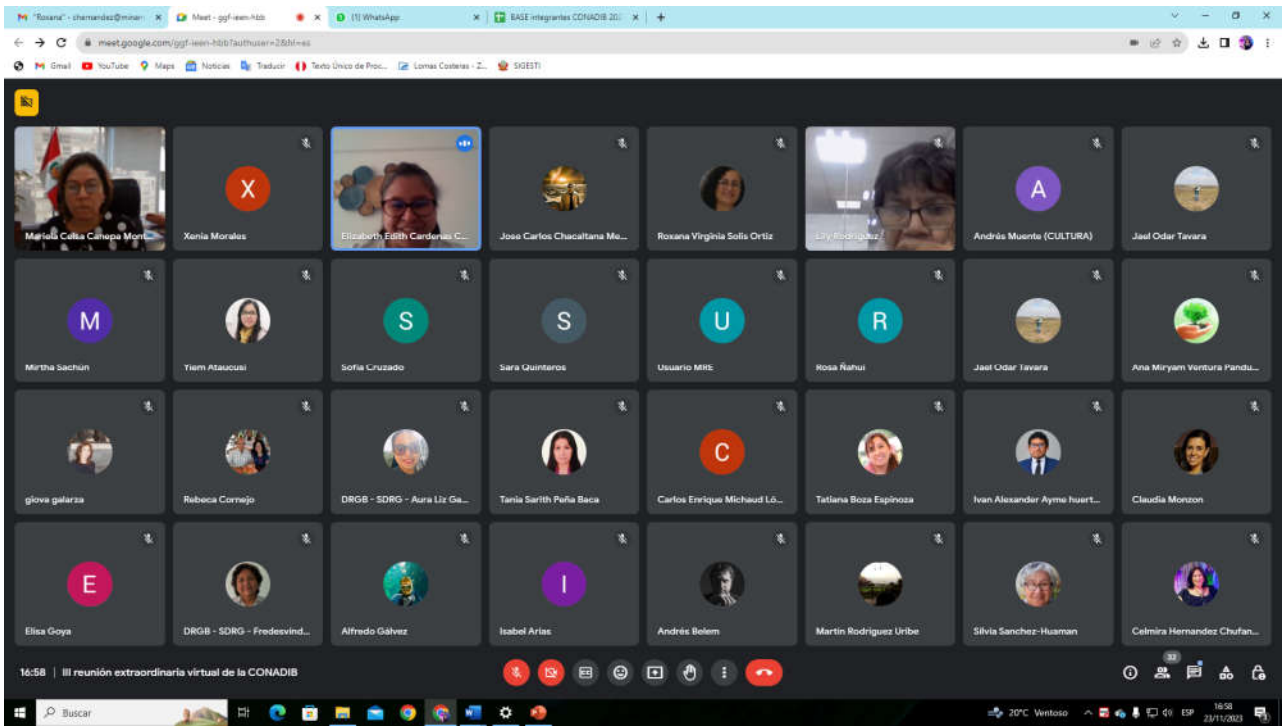 "Roxana" - chernandez@minam
Meet - ggf-ieen-hbb
(1) WhatsApp
BASE integrantes CONADIB 202
meet.google.com/ggf-ieen-hbb?authuser=2&hl=es
Gmail YouTube Maps Noticias Traducir Texto Único de Proc... Lomas Costeras - Z... SIGESTI
Mariela Celsa Canepa Mont...
X
Xenia Morales
Elizabeth Edith Cardenas C...
Jose Carlos Chacaltana Me...
Roxana Virginia Solis Ortiz
Lily Rodriguez
A
Andrés Muente (CULTURA)
Jael Odar Tavara
M
Mirtha Sachún
Yiem Ataucusi
S
Sofia Cruzado
S
Sara Quinteros
U
Usuario MRE
R
Rosa Ñahui
Jael Odar Tavara
Ana Miryam Ventura Pandu...
giova galarza
Rebeca Cornejo
DRGB - SDRG - Aura Liz Ga...
Tania Sarith Peña Baca
C
Carlos Enrique Michaud Ló...
Tatiana Boza Espinoza
Ivan Alexander Ayme huert...
Claudia Monzon
E
Elisa Goya
DRGB - SDRG - Fredesvind...
Alfredo Gálvez
I
Isabel Arias
Andrés Belem
Martin Rodriguez Uribe
Silvia Sanchez-Huaman
Celmira Hernandez Chufan...
16:58 | III reunión extraordinaria virtual de la CONADIB
32
Buscar
20°C Ventoso
ESP
16:58
23/11/2023